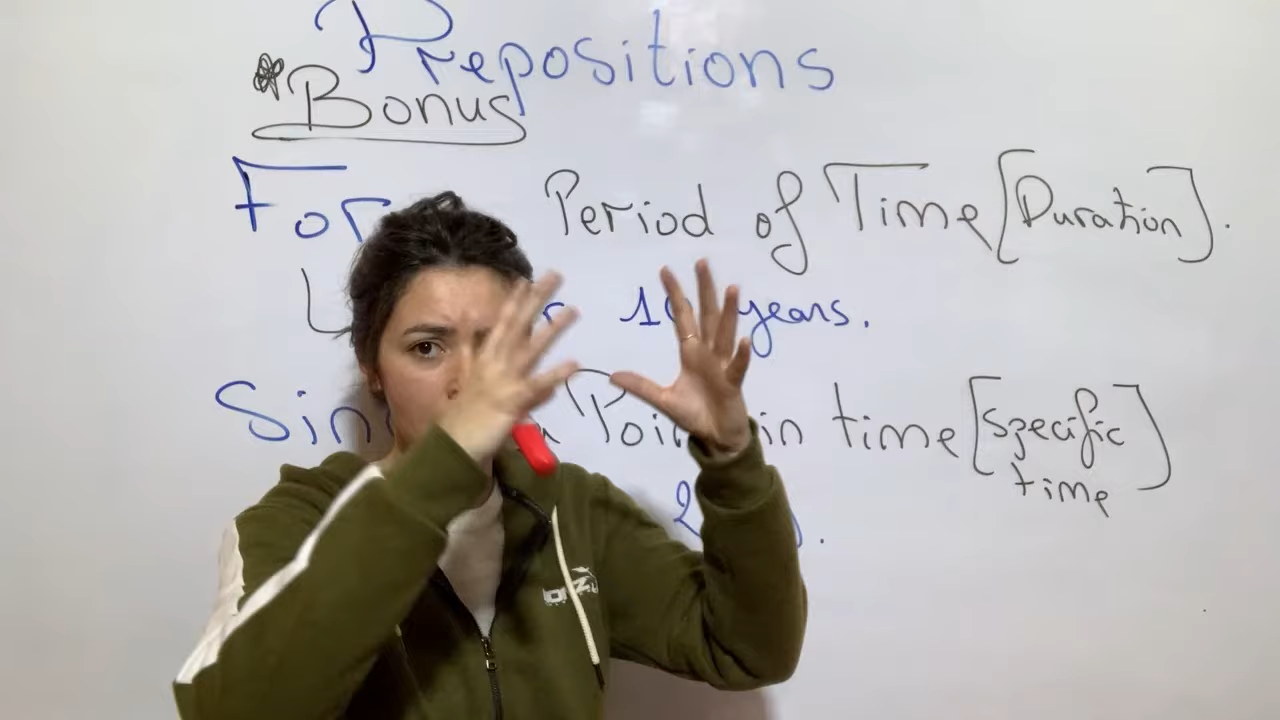 Prepositions
*Bonus
For Period of Time [Duration].
10 years.
Point in time [Specific
time]